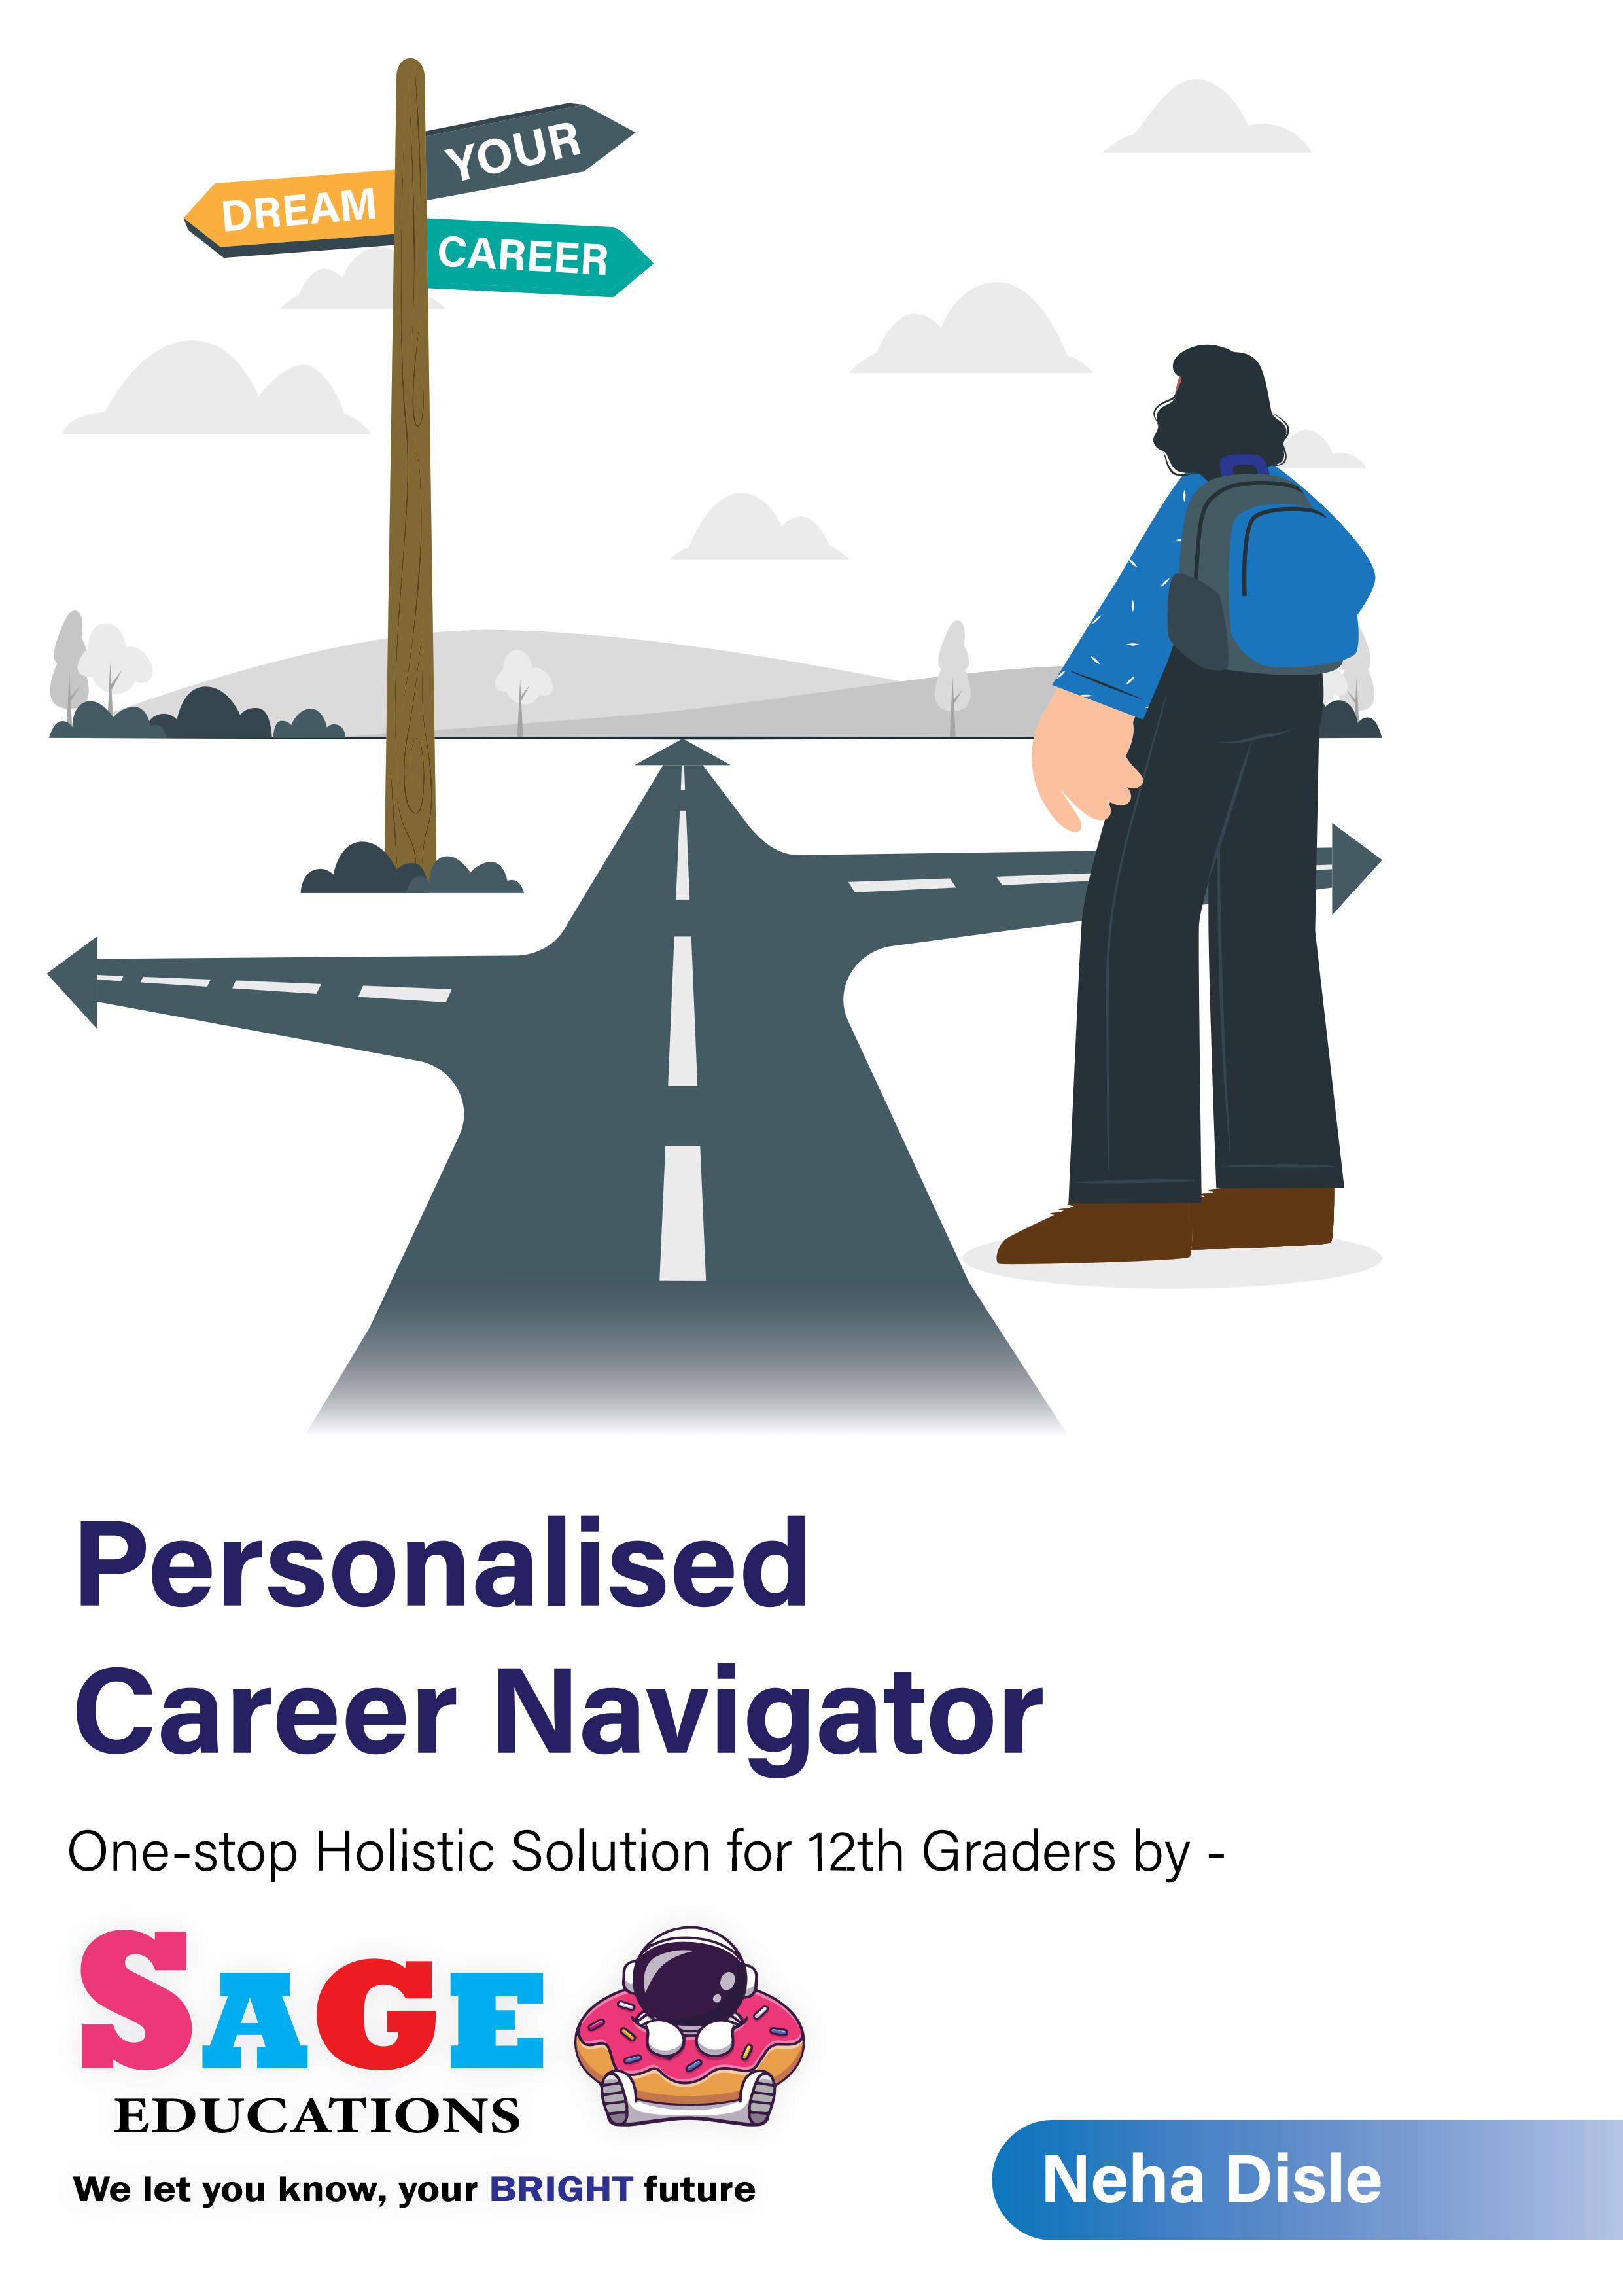 YOUR
DREAM
CAREER
Personalised
Career Navigator
One-stop Holistic Solution for 12th Graders by -
SAGE
EDUCATIONS
We let you know, your BRIGHT future
Neha Disle